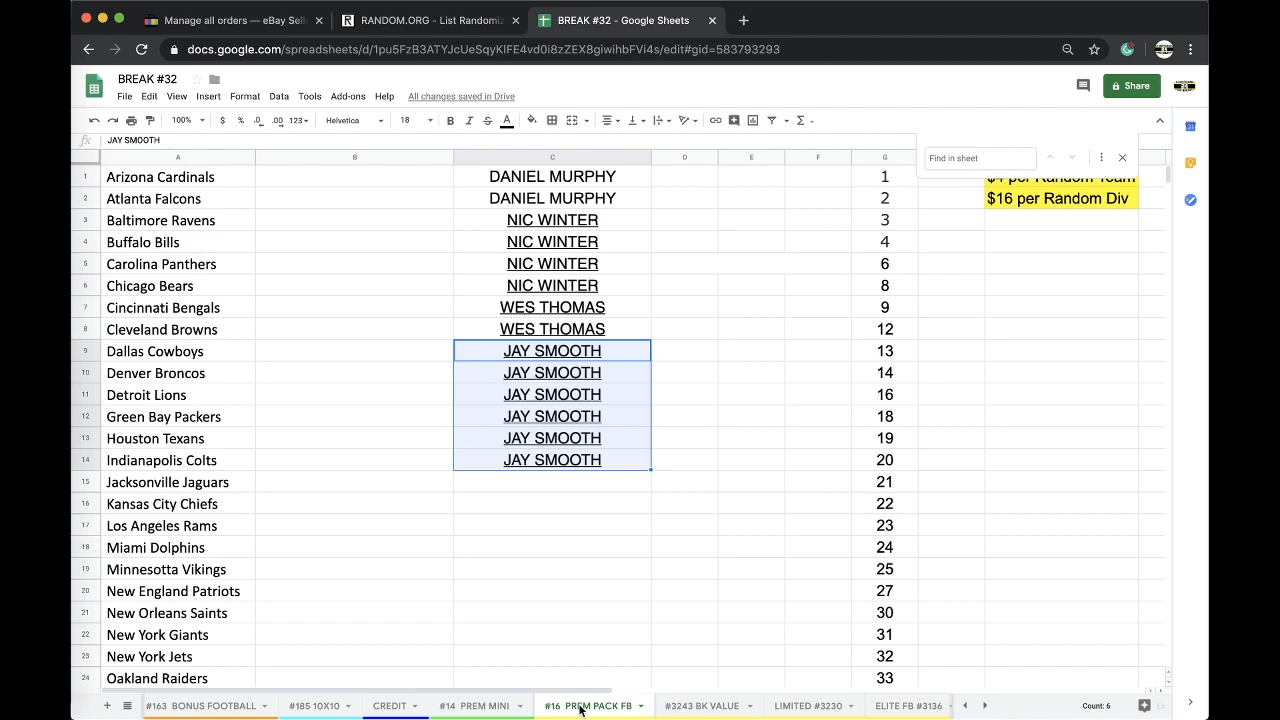 Manage all orders — eBay Sell
RANDOM.ORG - List Randomiz
BREAK #32 - Google Sheets
docs.google.com/spreadsheets/d/1pu5FzB3ATYJcUeSqyKIFE4vd0i8zZEX8giwihbFVi4s/edit#gid=583793293
BREAK #32
File Edit View Insert Format Data Tools Add-ons Help All changes saved in Drive
Share
100% $ % .0 .00 123 Helvetica 18 B I S A
fx JAY SMOOTH
Find in sheet
A B C D E F G
1 Arizona Cardinals DANIEL MURPHY 1 $4 per Random Team
2 Atlanta Falcons DANIEL MURPHY 2 $16 per Random Div
3 Baltimore Ravens NIC WINTER 3
4 Buffalo Bills NIC WINTER 4
5 Carolina Panthers NIC WINTER 6
6 Chicago Bears NIC WINTER 8
7 Cincinnati Bengals WES THOMAS 9
8 Cleveland Browns WES THOMAS 12
9 Dallas Cowboys JAY SMOOTH 13
10 Denver Broncos JAY SMOOTH 14
11 Detroit Lions JAY SMOOTH 16
12 Green Bay Packers JAY SMOOTH 18
13 Houston Texans JAY SMOOTH 19
14 Indianapolis Colts JAY SMOOTH 20
15 Jacksonville Jaguars 21
16 Kansas City Chiefs 22
17 Los Angeles Rams 23
18 Miami Dolphins 24
19 Minnesotta Vikings 25
20 New England Patriots 27
21 New Orleans Saints 30
22 New York Giants 31
23 New York Jets 32
24 Oakland Raiders 33
#163 BONUS FOOTBALL #185 10X10 CREDIT #14 PREM MINI #16 PREM PACK FB #3243 BK VALUE LIMITED #3230 ELITE FB #3136 Count: 6